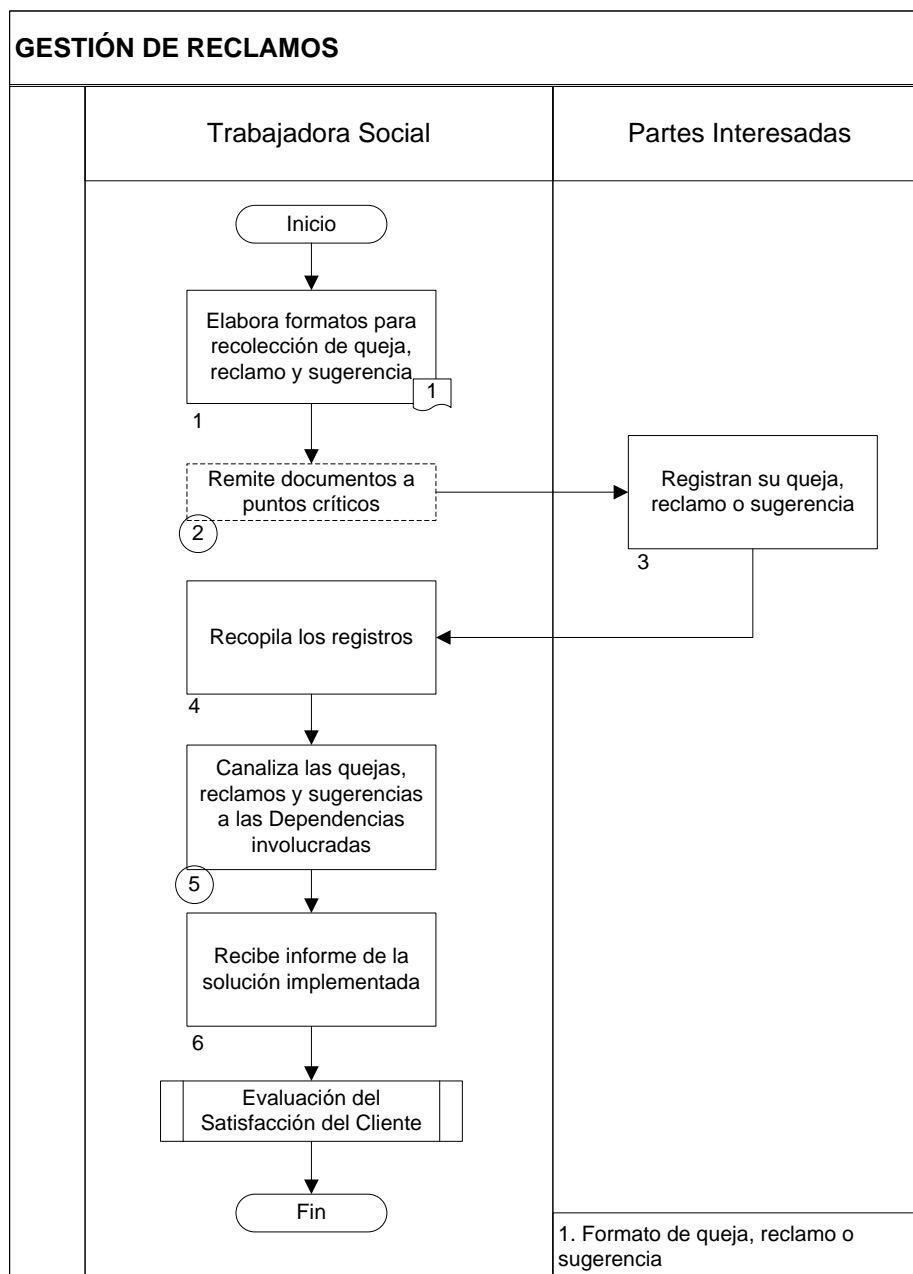 GESTIÓN DE RECLAMOS
Trabajadora Social
Partes Interesadas
Inicio
Elabora formatos para
recolección de queja,
reclamo y sugerencia
1
1
Remite documentos a
puntos críticos
2
Registran su queja,
reclamo o sugerencia
3
Recopila los registros
4
Canaliza las quejas,
reclamos y sugerencias
a las Dependencias
involucradas
5
Recibe informe de la
solución implementada
6
Evaluación del
Satisfacción del Cliente
Fin
1. Formato de queja, reclamo o
sugerencia